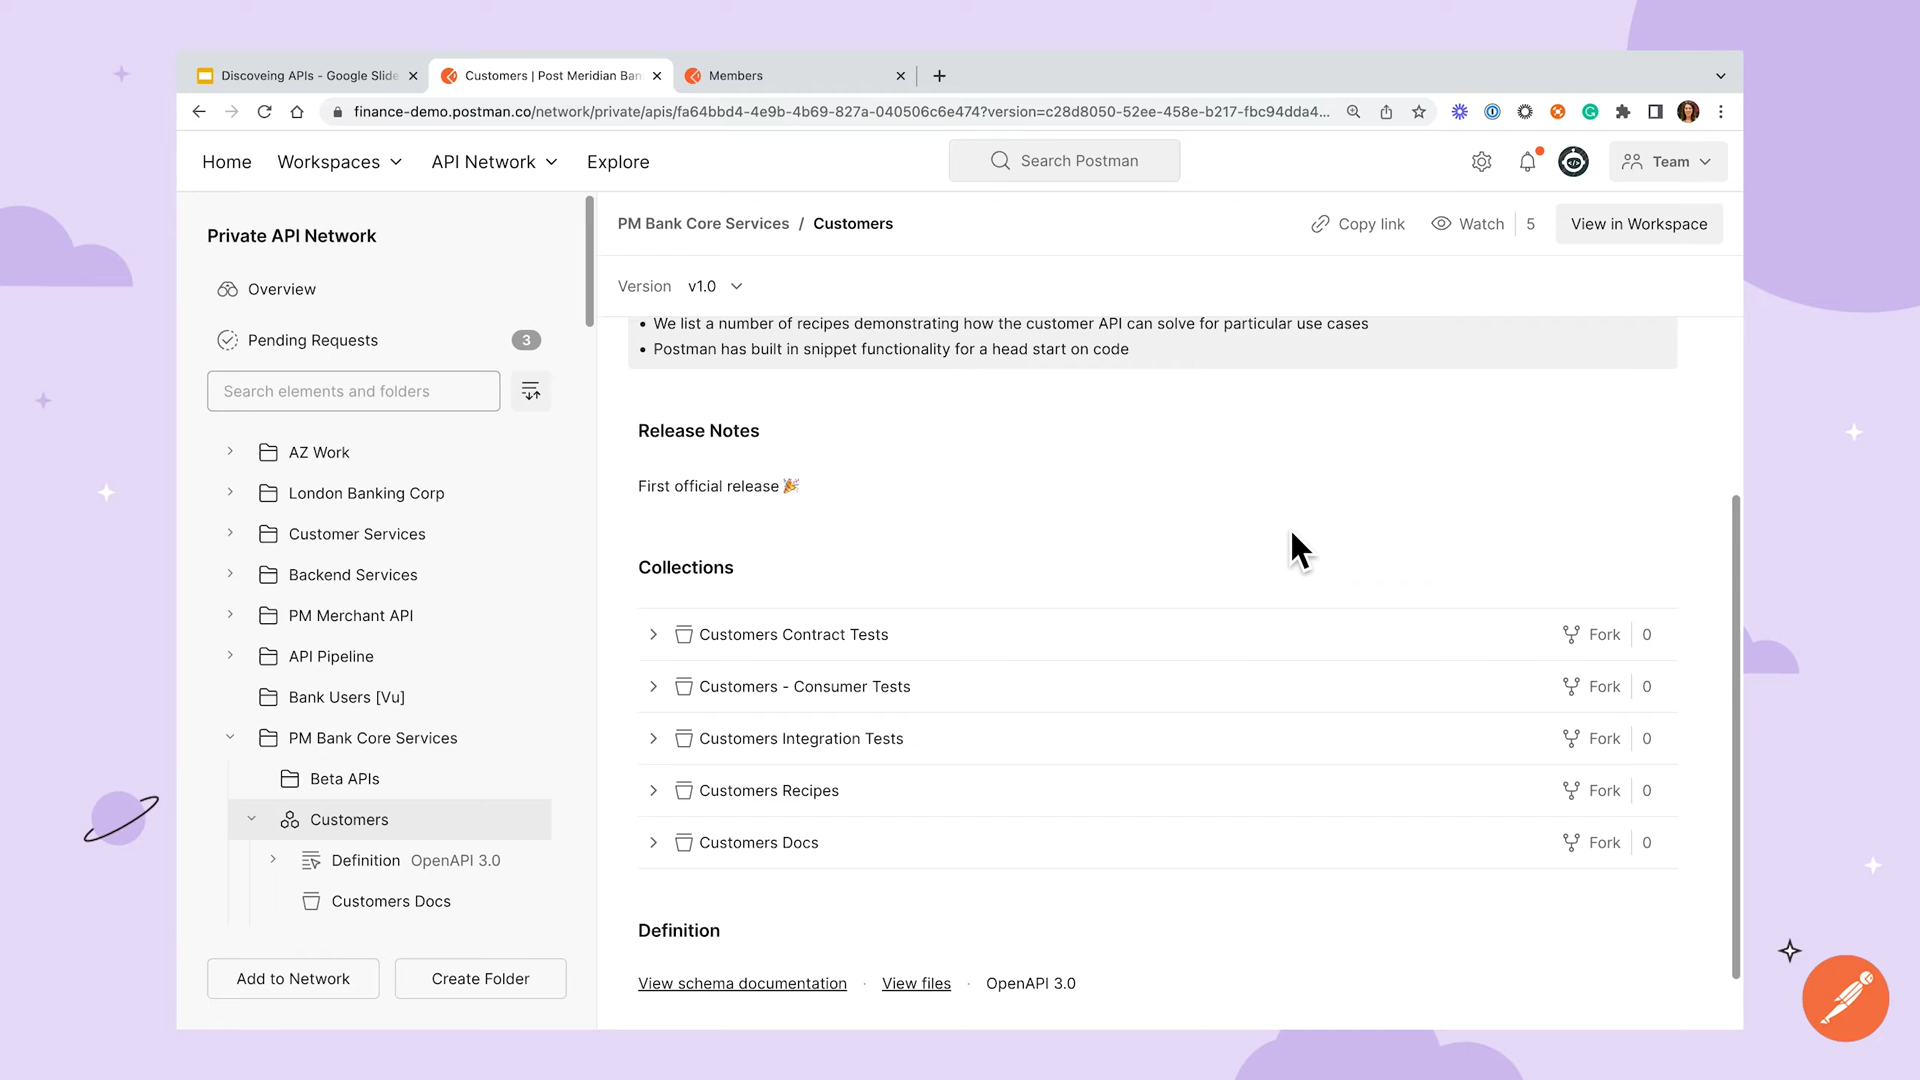 Discoveing APIs - Google Slide
Customers | Post Meridian Ban
Members
finance-demo.postman.co/network/private/apis/fa64bbd4-4e9b-4b69-827a-040506c6e474?version=c28d8050-52ee-458e-b217-fbc94dda4...
Home
Workspaces
API Network
Explore
Search Postman
Team
Private API Network
Overview
Pending Requests 3
Search elements and folders
AZ Work
London Banking Corp
Customer Services
Backend Services
PM Merchant API
API Pipeline
Bank Users [Vu]
PM Bank Core Services
Beta APIs
Customers
Definition OpenAPI 3.0
Customers Docs
Add to Network
Create Folder
PM Bank Core Services / Customers
Copy link
Watch 5
View in Workspace
Version v1.0
• We list a number of recipes demonstrating how the customer API can solve for particular use cases
• Postman has built in snippet functionality for a head start on code
Release Notes
First official release 🎉
Collections
Customers Contract Tests Fork 0
Customers - Consumer Tests Fork 0
Customers Integration Tests Fork 0
Customers Recipes Fork 0
Customers Docs Fork 0
Definition
View schema documentation · View files · OpenAPI 3.0